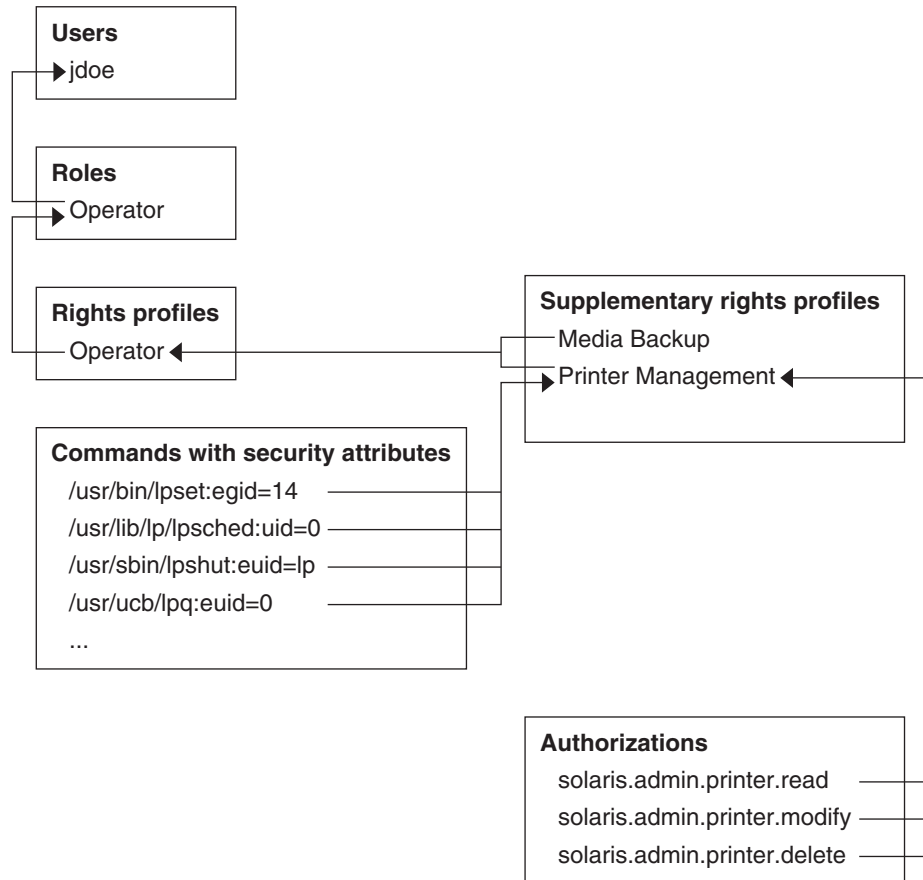 Users
jdoe
Roles
Operator
Rights profiles
Operator
Supplementary rights profiles
Media Backup
Printer Management
Commands with security attributes
/usr/bin/lpset:egid=14
/usr/lib/lp/lpsched:uid=0
/usr/sbin/lpshut:euid=lp
/usr/ucb/lpq:euid=0
...
Authorizations
solaris.admin.printer.read
solaris.admin.printer.modify
solaris.admin.printer.delete